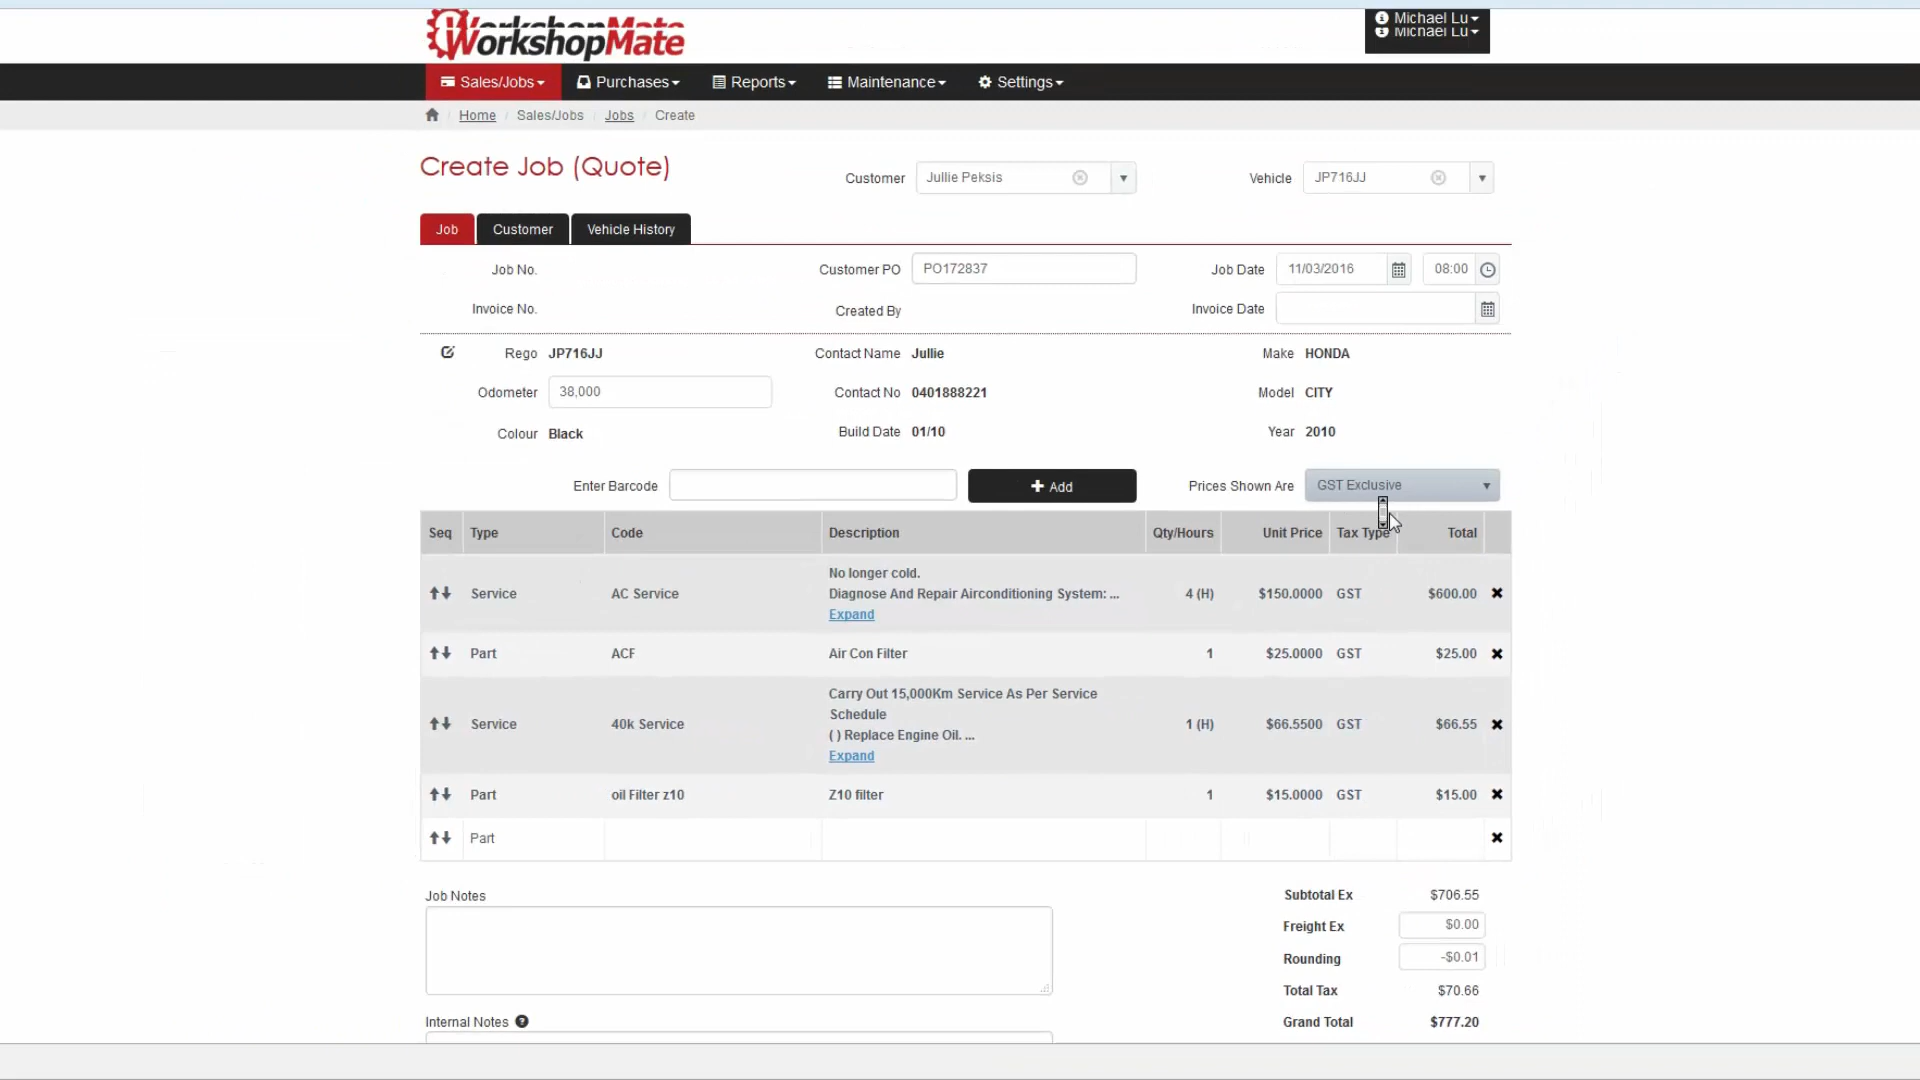 WorkshopMate
Michael Lu
Michael Lu
Sales/Jobs Purchases Reports Maintenance Settings
Home / Sales/Jobs / Jobs / Create
Create Job (Quote)
Customer Jullie Peksis Vehicle JP716JJ
Job Customer Vehicle History
Job No. Customer PO PO172837 Job Date 11/03/2016 08:00
Invoice No. Created By Invoice Date
Rego JP716JJ Contact Name Jullie Make HONDA
Odometer 38,000 Contact No 0401888221 Model CITY
Colour Black Build Date 01/10 Year 2010
Enter Barcode Add Prices Shown Are GST Exclusive
Seq Type Code Description Qty/Hours Unit Price Tax Type Total
No longer cold.
Service AC Service Diagnose And Repair Airconditioning System: ... 4 (H) $150.0000 GST $600.00
Expand
Part ACF Air Con Filter 1 $25.0000 GST $25.00
Carry Out 15,000Km Service As Per Service
Schedule
Service 40k Service 1 (H) $66.5500 GST $66.55
( ) Replace Engine Oil. ...
Expand
Part oil Filter z10 Z10 filter 1 $15.0000 GST $15.00
Part
Job Notes
Subtotal Ex $706.55
Freight Ex $0.00
Rounding -$0.01
Total Tax $70.66
Internal Notes Grand Total $777.20